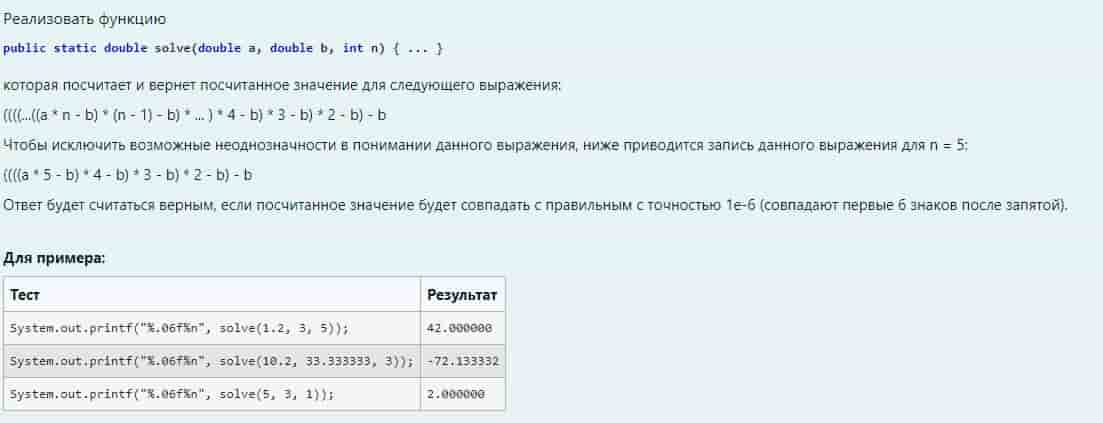 Реализовать функцию
public static double solve(double a, double b, int n) { ... }
которая посчитает и вернет посчитанное значение для следующего выражения:
((((...((a * n - b) * (n - 1) - b) * ... ) * 4 - b) * 3 - b) * 2 - b) - b
Чтобы исключить возможные неоднозначности в понимании данного выражения, ниже приводится запись данного выражения для n = 5:
((((a * 5 - b) * 4 - b) * 3 - b) * 2 - b) - b
Ответ будет считаться верным, если посчитанное значение будет совпадать с правильным с точностью 1e-6 (совпадают первые 6 знаков после запятой).
Для примера:
Тест Результат
System.out.printf("%.06f%n", solve(1.2, 3, 5)); 42.000000
System.out.printf("%.06f%n", solve(10.2, 33.333333, 3)); -72.133332
System.out.printf("%.06f%n", solve(5, 3, 1)); 2.000000